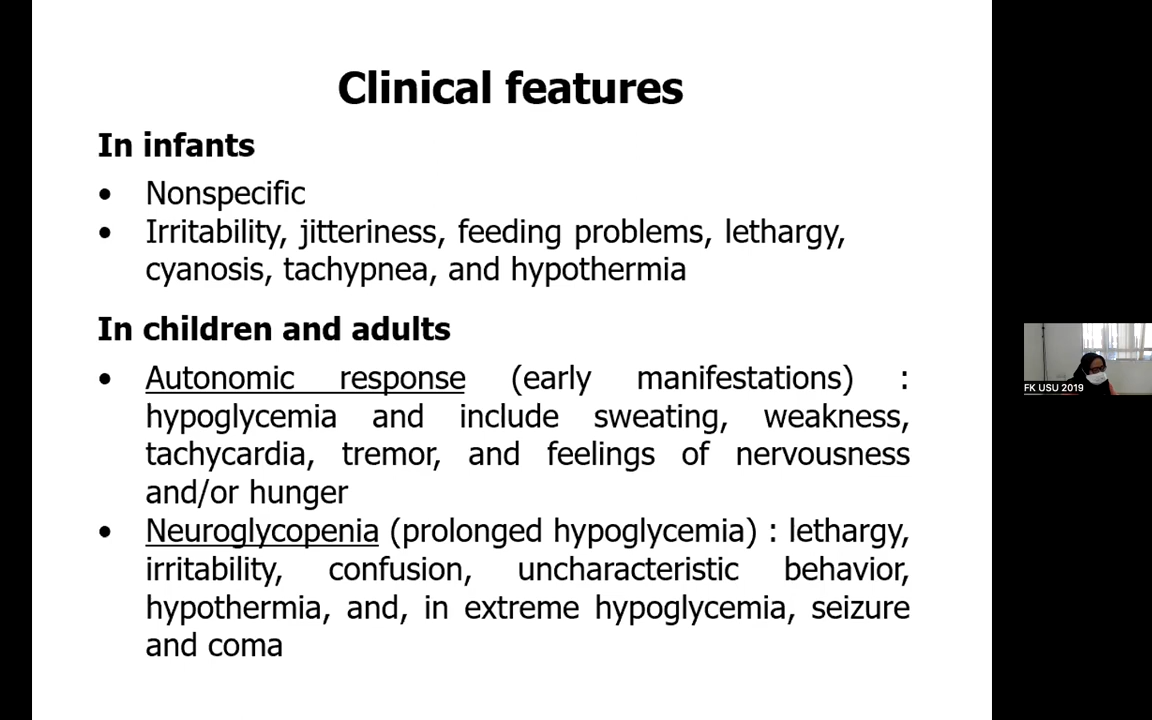 Clinical features
In infants
• Nonspecific
• Irritability, jitteriness, feeding problems, lethargy,
cyanosis, tachypnea, and hypothermia
In children and adults
• Autonomic response (early manifestations) :
hypoglycemia and include sweating, weakness,
tachycardia, tremor, and feelings of nervousness
and/or hunger
• Neuroglycopenia (prolonged hypoglycemia) : lethargy,
irritability, confusion, uncharacteristic behavior,
hypothermia, and, in extreme hypoglycemia, seizure
and coma
FK USU 2019